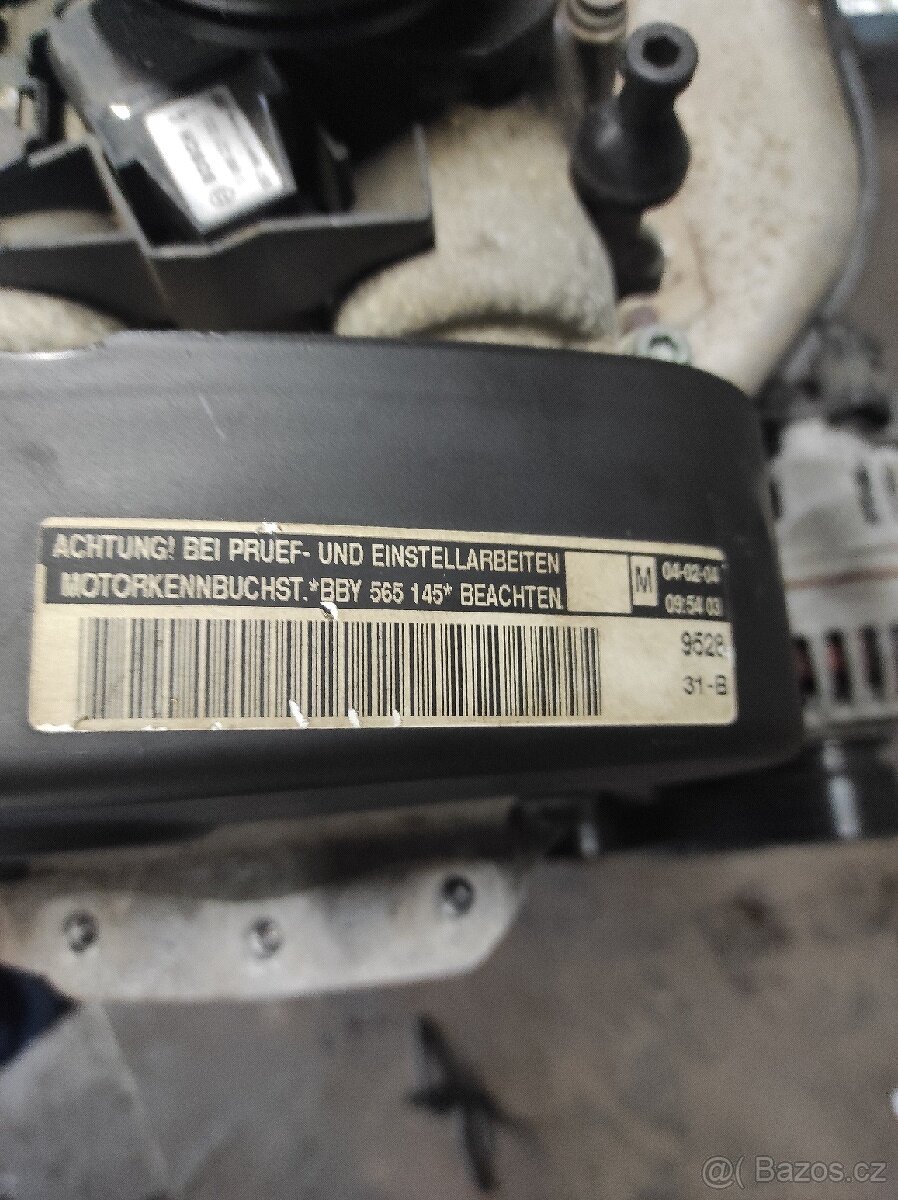 BOSCH
ACHTUNG! BEI PRUEF- UND EINSTELLARBEITEN
MOTORKENNBUCHST. *BBY 565 145* BEACHTEN.
M
04-02-04
09:54 03
9528
31-B
@( Bazos.cz